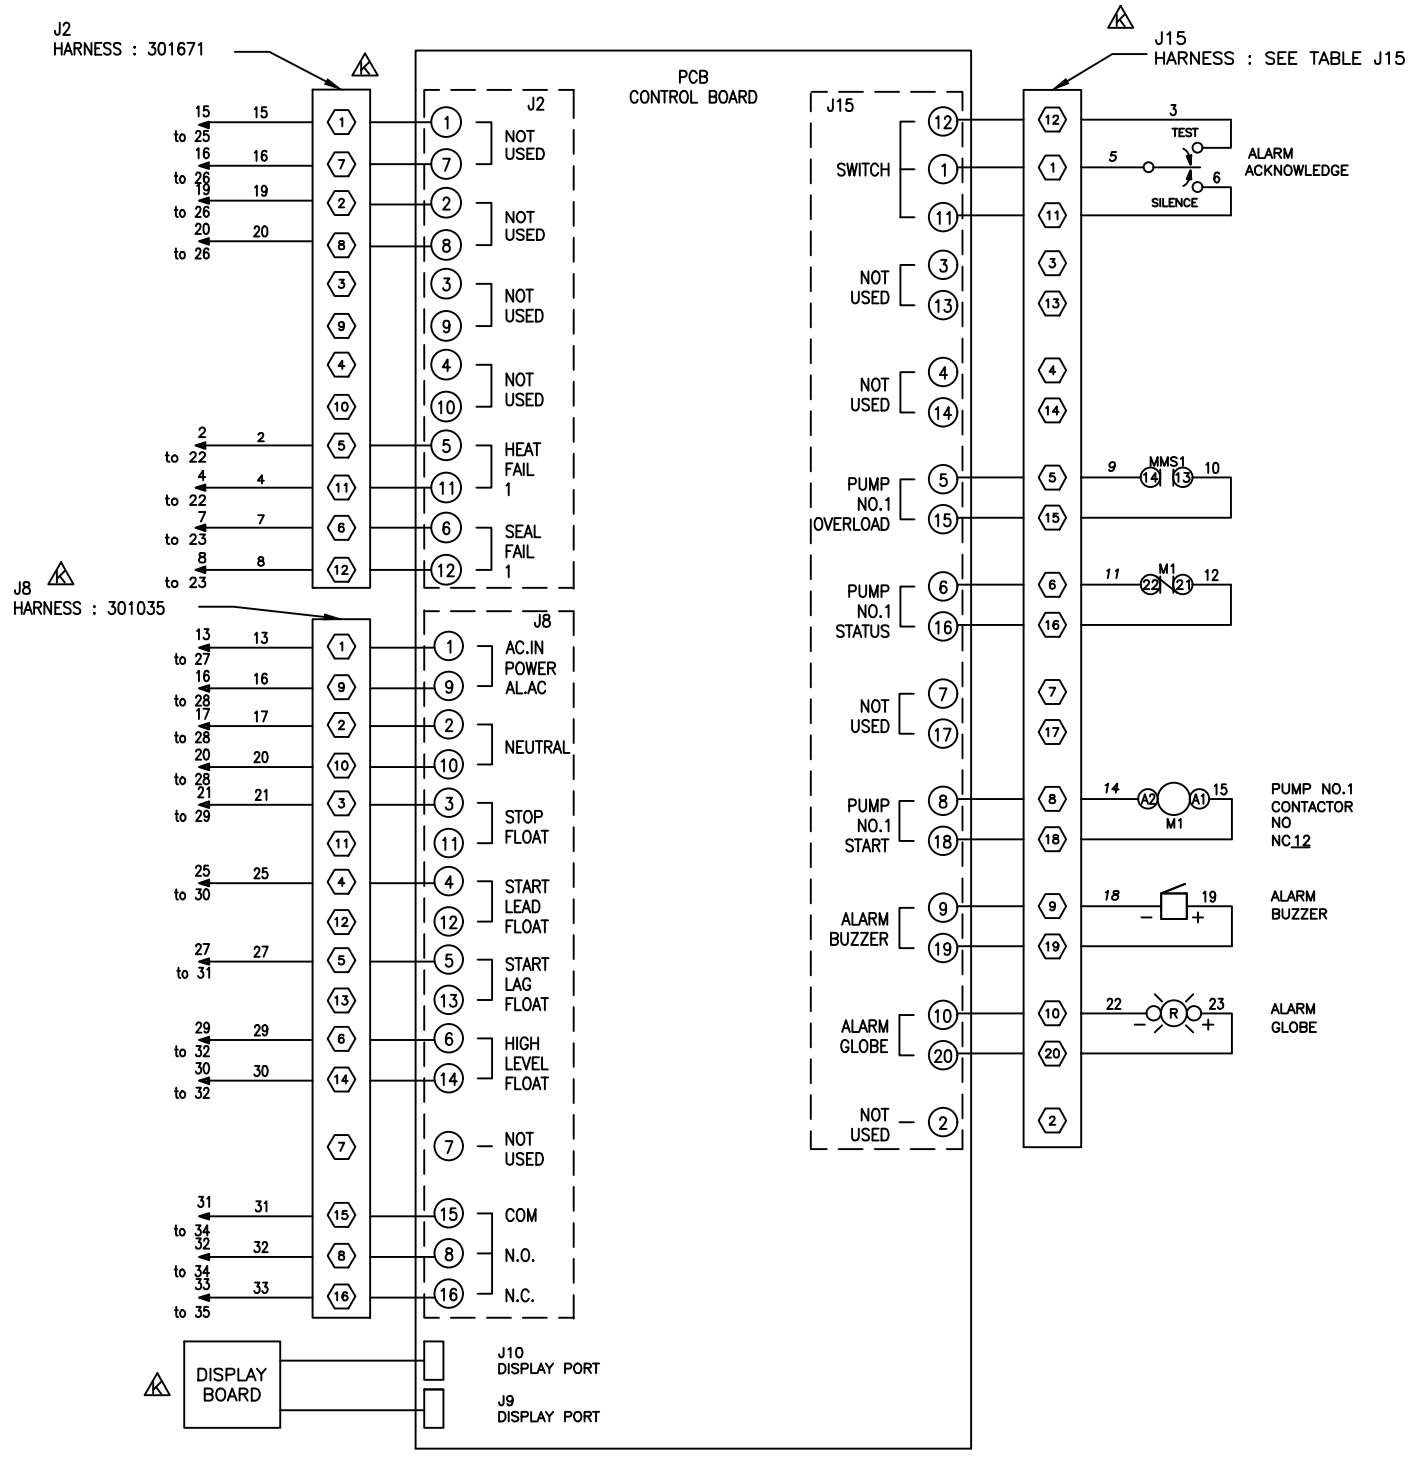 J2
HARNESS : 301671
K
K
J15
HARNESS : SEE TABLE J15
PCB
CONTROL BOARD
J2
15 15 1 1
to 25
16 16 7 7
to 26
NOT
USED
19 19 2 2
to 26
20 20 8 8
to 26
NOT
USED
3 3
9 9
NOT
USED
4 4
10 10
NOT
USED
2 2 5 5
to 22
4 4 11 11
to 22
HEAT
FAIL
1
7 7 6 6
to 23
8 8 12 12
to 23
SEAL
FAIL
1
K
J8
HARNESS : 301035
J8
13 13 1 1
to 27
16 16 9 9
to 28
AC.IN
POWER
AL.AC
17 17 2 2
to 28
20 20 10 10
to 28
NEUTRAL
21 21 3 3
to 29
11 11
STOP
FLOAT
25 25 4 4
to 30
12 12
START
LEAD
FLOAT
27 27 5 5
to 31
13 13
START
LAG
FLOAT
29 29 6 6
to 32
30 30 14 14
to 32
HIGH
LEVEL
FLOAT
7 7
NOT
USED
31 31 15 15 COM
to 34
32 32 8 8 N.O.
to 34
33 33 16 16 N.C.
to 35
K
DISPLAY
BOARD
J10
DISPLAY PORT
J9
DISPLAY PORT
J15
SWITCH
12 12 3
TEST
1 1 5
6
SILENCE
11 11
ALARM
ACKNOWLEDGE
NOT
USED
3 3
13 13
NOT
USED
4 4
14 14
PUMP
NO.1
OVERLOAD
5 5 9 MMS1 14 13 10
15 15
PUMP
NO.1
STATUS
6 6 11 M1 22 21 12
16 16
NOT
USED
7 7
17 17
PUMP
NO.1
START
8 8 14 A2 A1 15
M1
18 18
PUMP NO.1
CONTACTOR
NO
NC 12
ALARM
BUZZER
9 9 18 19
- +
19 19
ALARM
BUZZER
ALARM
GLOBE
10 10 22 R 23
- +
20 20
ALARM
GLOBE
NOT
USED
2 2